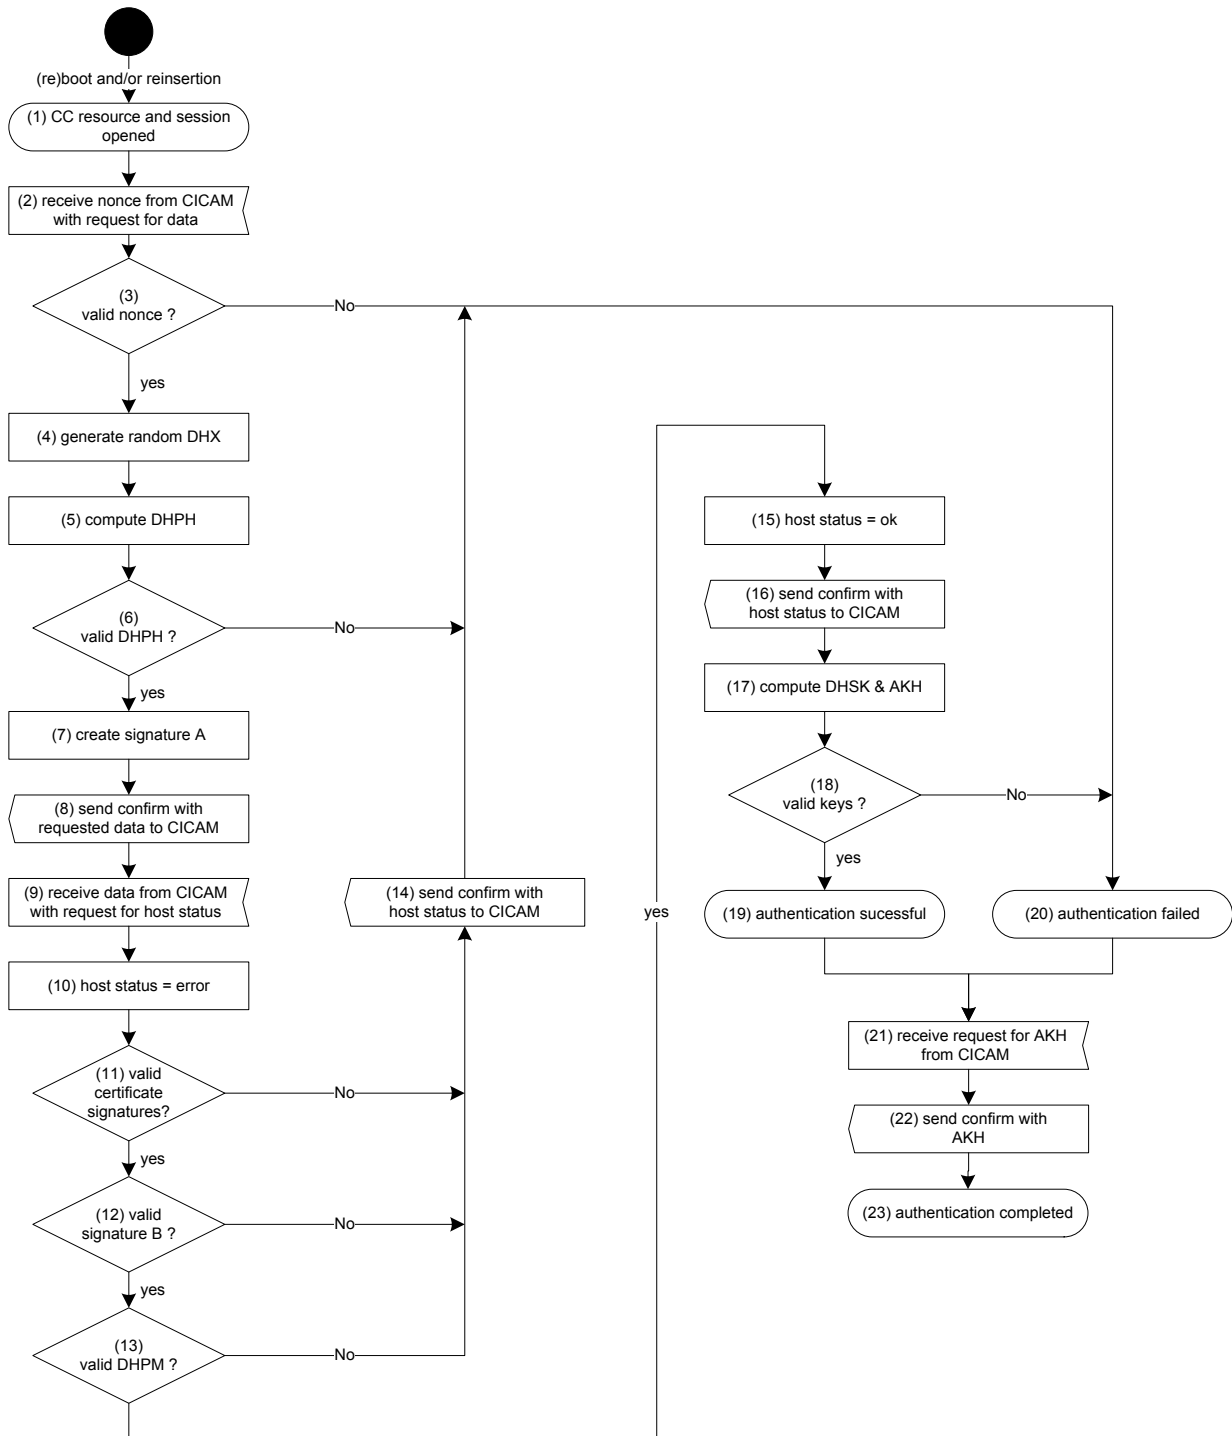 (re)boot and/or reinsertion
(1) CC resource and session
opened
(2) receive nonce from CICAM
with request for data
(3)
valid nonce ?
No
yes
(4) generate random DHX
(5) compute DHPH
(6)
valid DHPH ?
No
yes
(7) create signature A
(8) send confirm with
requested data to CICAM
(9) receive data from CICAM
with request for host status
(10) host status = error
(11) valid
certificate
signatures?
No
yes
(12) valid
signature B ?
No
yes
(13)
valid DHPM ?
No
(14) send confirm with
host status to CICAM
yes
(15) host status = ok
(16) send confirm with
host status to CICAM
(17) compute DHSK & AKH
(18)
valid keys ?
No
yes
(19) authentication sucessful
(20) authentication failed
(21) receive request for AKH
from CICAM
(22) send confirm with
AKH
(23) authentication completed